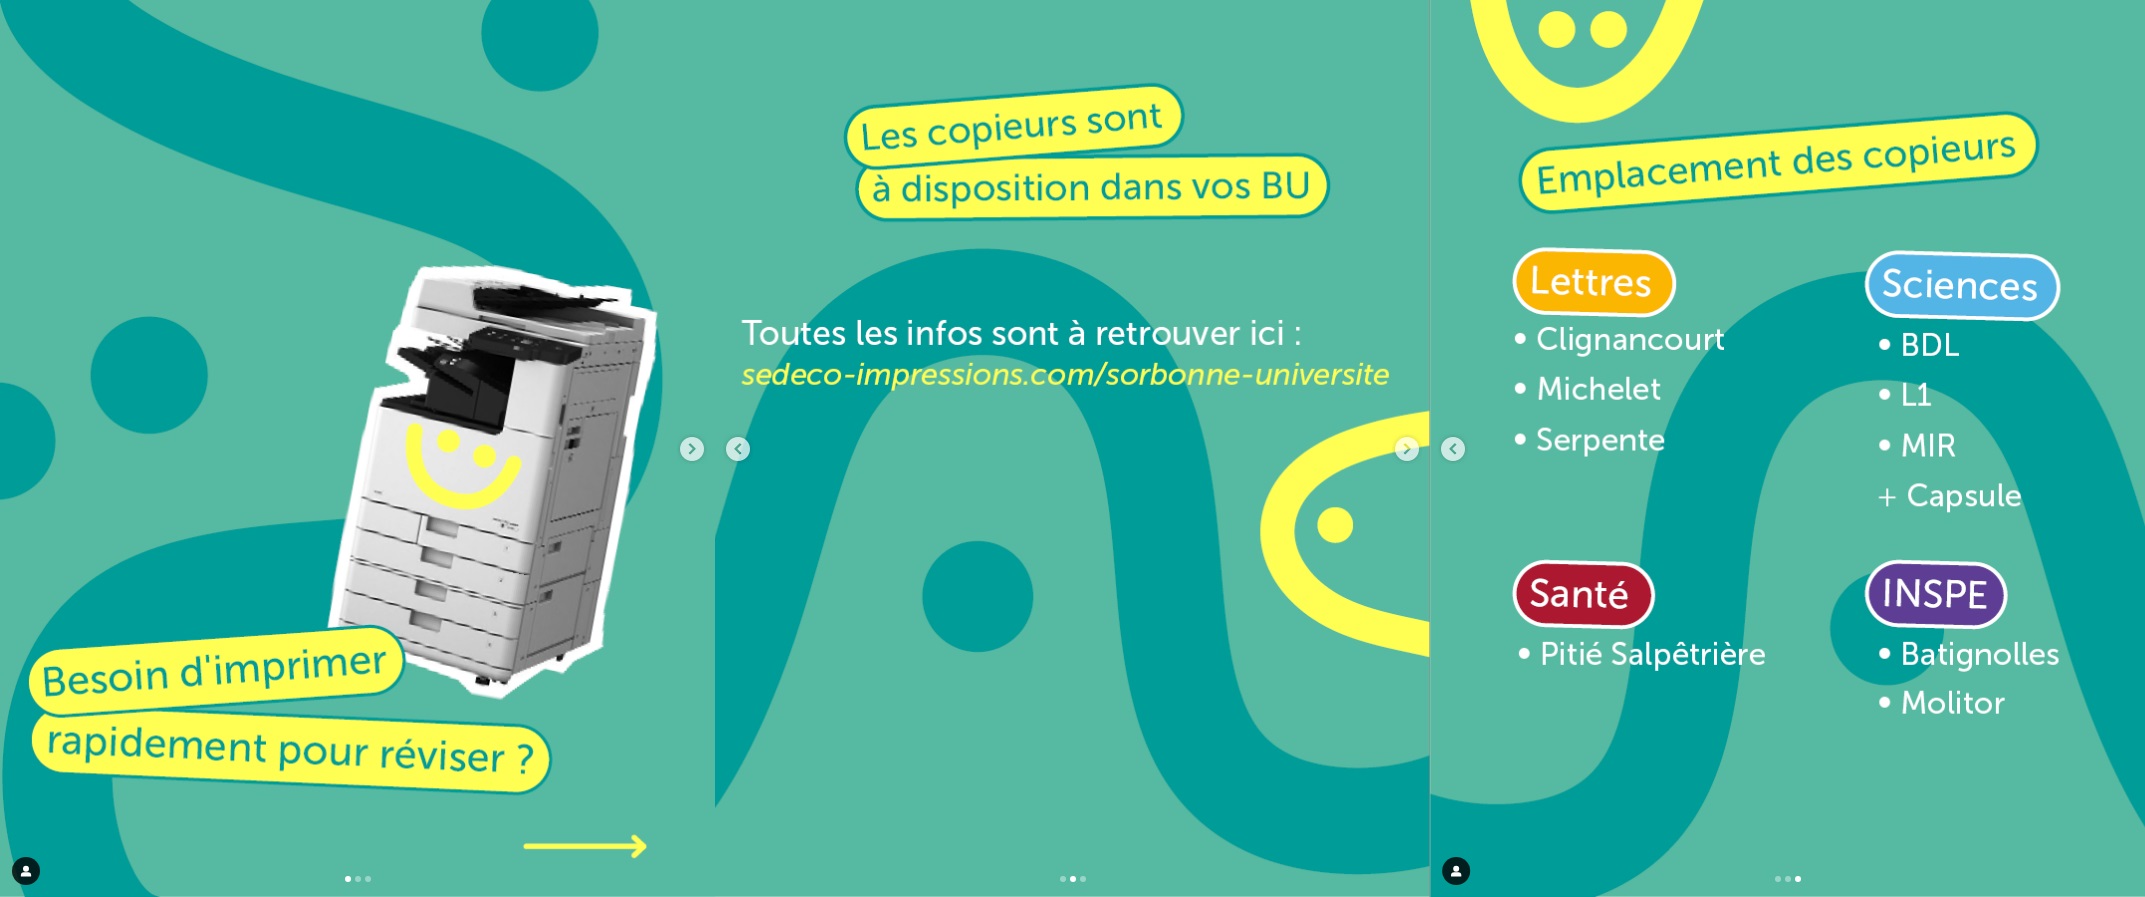 Besoin d'imprimer
rapidement pour réviser ?
Les copieurs sont
à disposition dans vos BU
Toutes les infos sont à retrouver ici :
sedeco-impressions.com/sorbonne-universite
Emplacement des copieurs
Lettres
• Clignancourt
• Michelet
• Serpente
Sciences
• BDL
• L1
• MIR
+ Capsule
Santé
• Pitié Salpêtrière
INSPE
• Batignolles
• Molitor